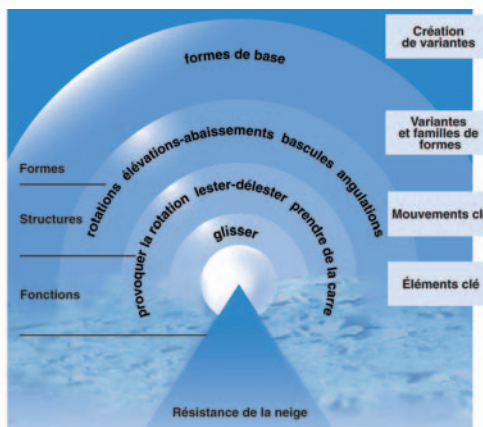 formes de base
rotations élévations-abaissements bascules angulations
provoquer la rotation lester-délester prendre de la carre
glisser
Formes
Structures
Fonctions
Création
de variantes
Variantes
et familles de
formes
Mouvements cl
Éléments clé
Résistance de la neige